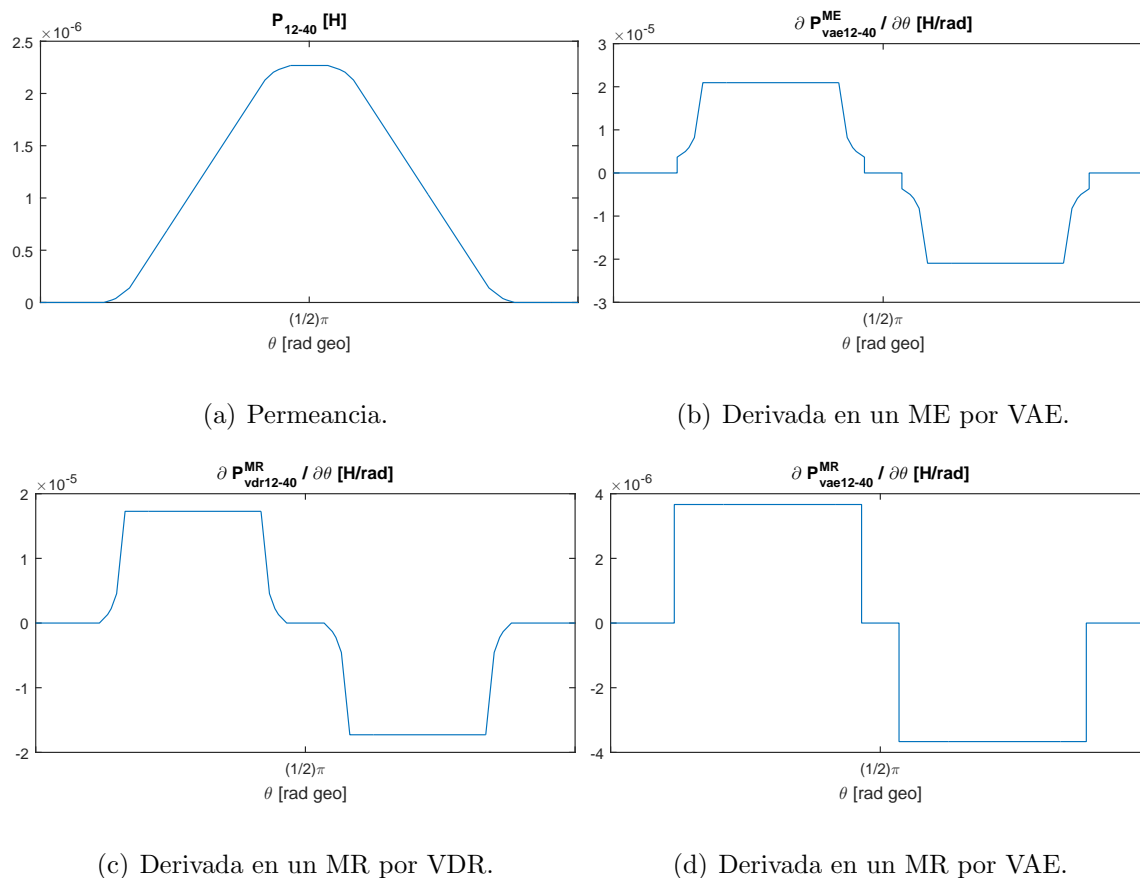 P12-40 [H]
×10-6
2.5
2
1.5
1
0.5
0
(1/2)π
θ [rad geo]
(a) Permeancia.
∂ PMEvae12-40 / ∂θ [H/rad]
×10-5
3
2
1
0
-1
-2
-3
(1/2)π
θ [rad geo]
(b) Derivada en un ME por VAE.
∂ PMRvdr12-40 / ∂θ [H/rad]
×10-5
2
1
0
-1
-2
(1/2)π
θ [rad geo]
(c) Derivada en un MR por VDR.
∂ PMRvae12-40 / ∂θ [H/rad]
×10-6
4
2
0
-2
-4
(1/2)π
θ [rad geo]
(d) Derivada en un MR por VAE.